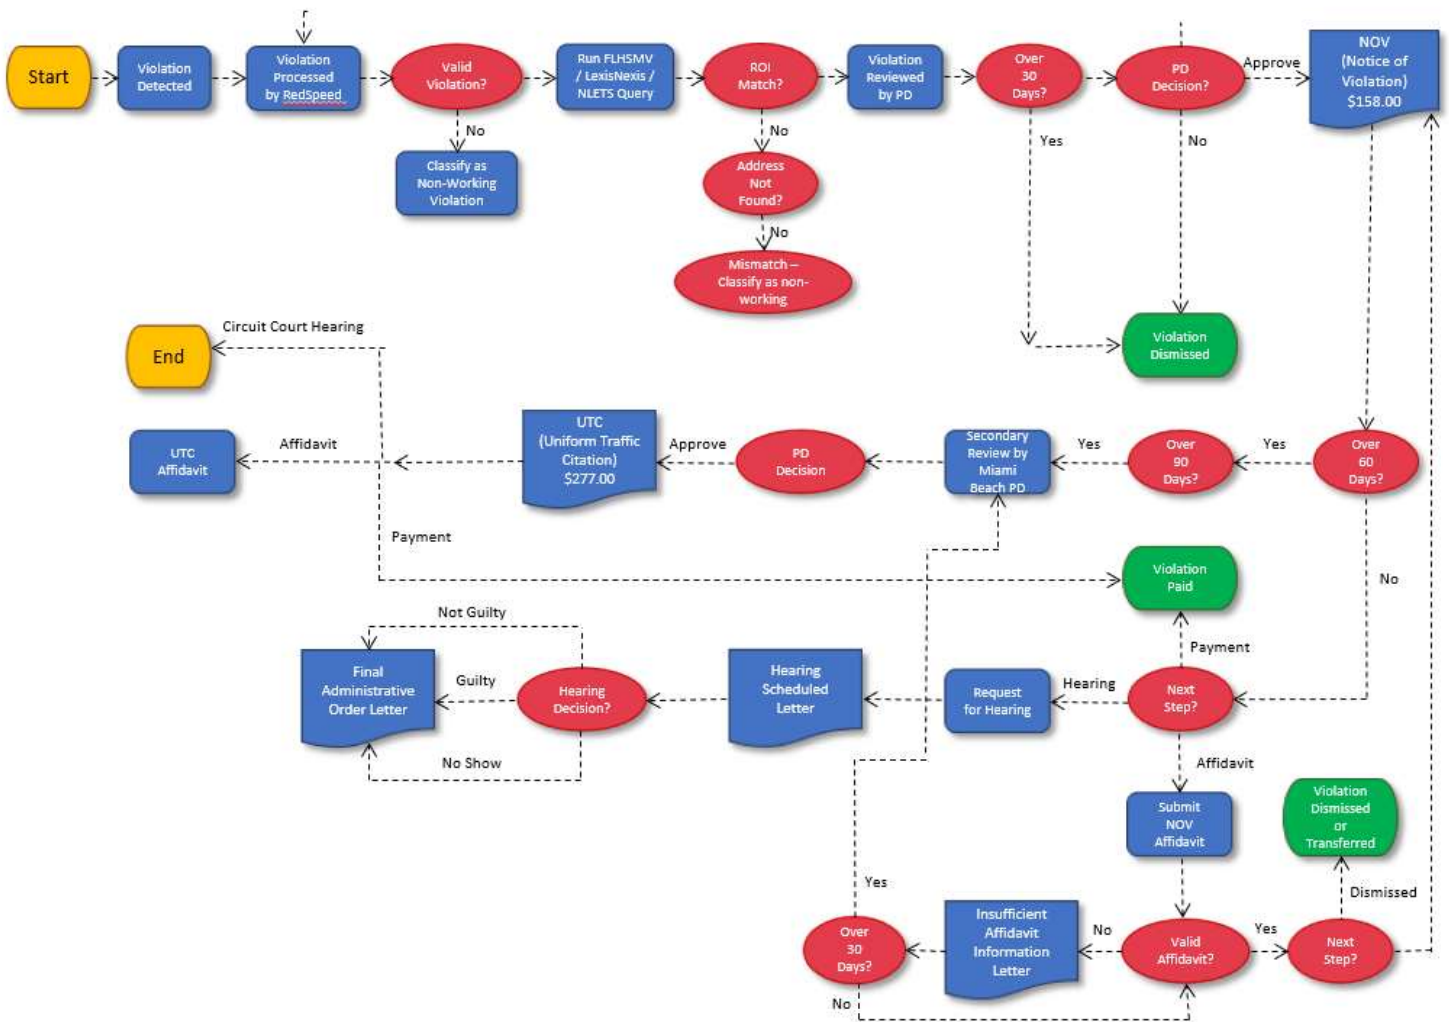 Start
Violation
Detected
Violation
Processed
by RedSpeed
Valid
Violation?
Run FLHSMV
/ LexisNexis /
NLETS Query
ROI
Match?
Violation
Reviewed
by PD
Over
30
Days?
PD
Decision?
Approve
NOV
(Notice of
Violation)
$158.00
No
No
Yes
No
Classify as
Non-Working
Violation
Address
Not
Found?
No
Mismatch –
Classify as non-
working
Circuit Court Hearing
End
Violation
Dismissed
UTC
Affidavit
Affidavit
UTC
(Uniform Traffic
Citation)
$277.00
Approve
PD
Decision
Secondary
Review by
Miami
Beach PD
Yes
Over
90
Days?
Yes
Over
60
Days?
Payment
Violation
Paid
No
Not Guilty
Payment
Final
Administrative
Order Letter
Guilty
Hearing
Decision?
Hearing
Scheduled
Letter
Request
for Hearing
Hearing
Next
Step?
No Show
Affidavit
Submit
NOV
Affidavit
Violation
Dismissed
or
Transferred
Yes
Dismissed
Over
30
Days?
Insufficient
Affidavit
Information
Letter
No
Valid
Affidavit?
Yes
Next
Step?
No